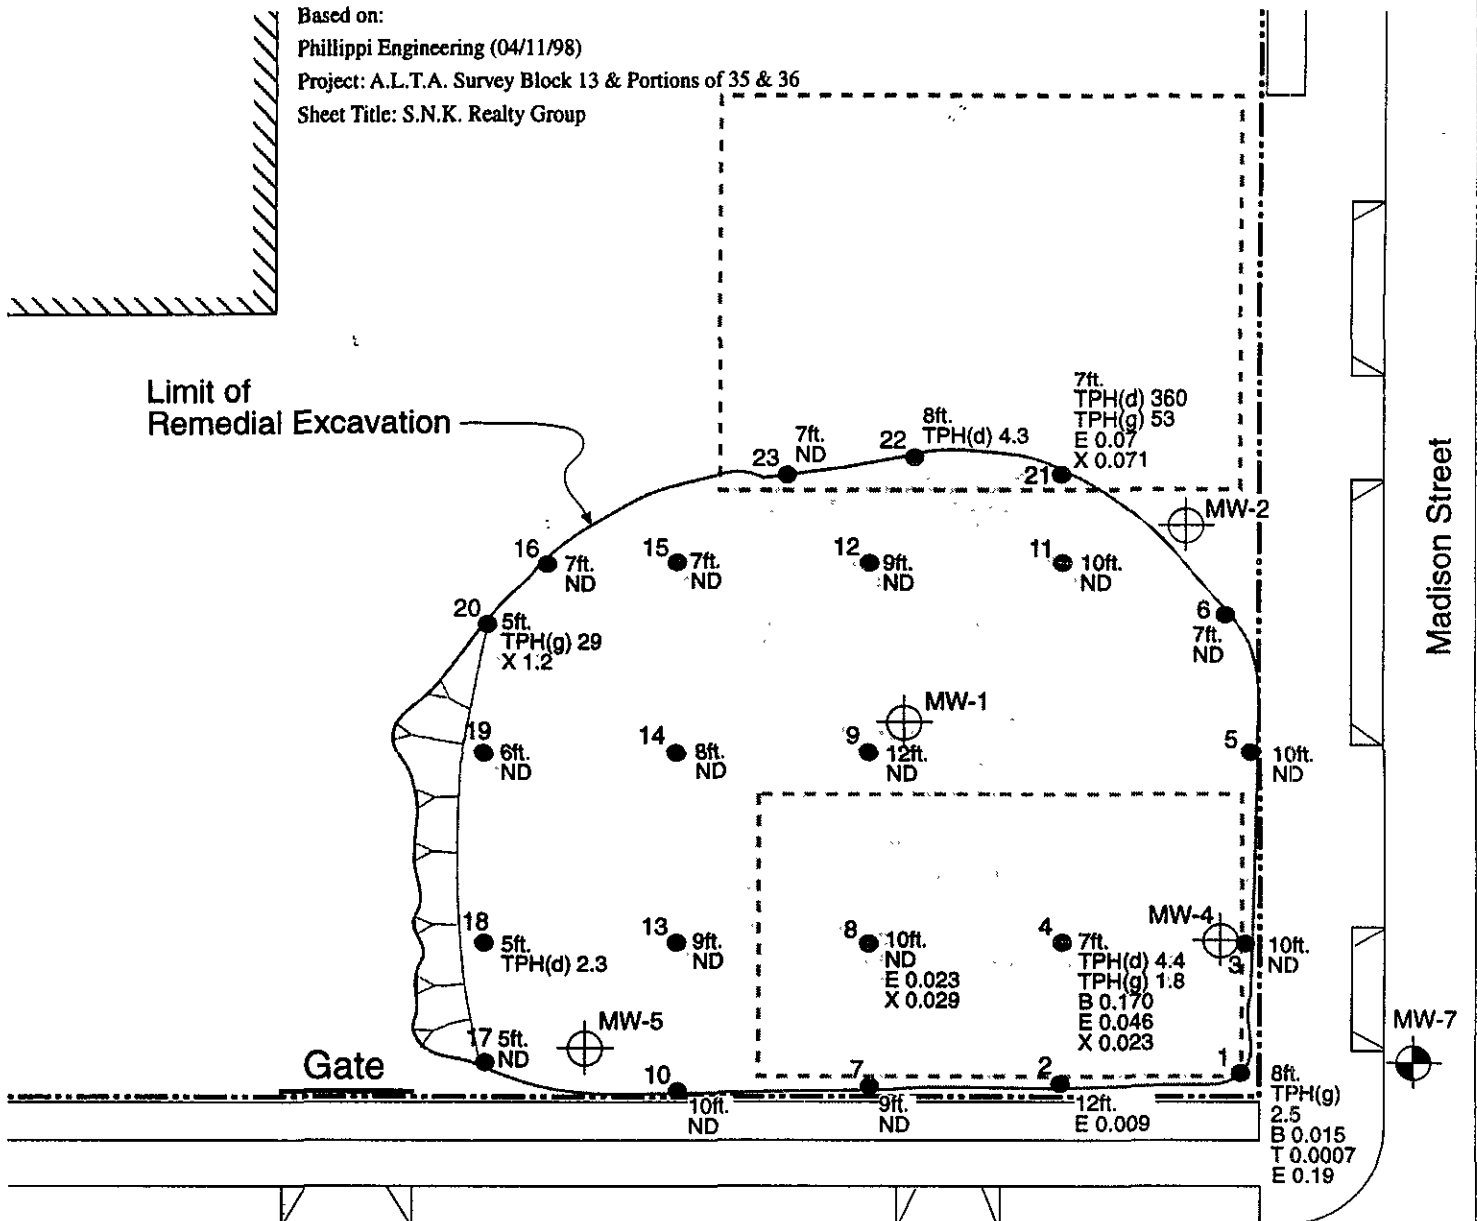 Based on:
Phillippi Engineering (04/11/98)
Project: A.L.T.A. Survey Block 13 & Portions of 35 & 36
Sheet Title: S.N.K. Realty Group
Limit of
Remedial Excavation
7ft.
TPH(d) 360
TPH(g) 53
E 0.07
X 0.071
21
8ft.
TPH(d) 4.3
22
7ft.
ND
23
MW-2
Madison Street
16
7ft.
ND
15
7ft.
ND
12
9ft.
ND
11
10ft.
ND
20
5ft.
TPH(g) 29
X 1.2
6
7ft.
ND
MW-1
19
6ft.
ND
14
8ft.
ND
9
12ft.
ND
5
10ft.
ND
18
5ft.
TPH(d) 2.3
13
9ft.
ND
8
10ft.
ND
E 0.023
X 0.029
4
7ft.
TPH(d) 4.4
TPH(g) 1.8
B 0.170
E 0.046
X 0.023
MW-4
3
10ft.
ND
MW-5
MW-7
17
5ft.
ND
Gate
10
10ft.
ND
7
9ft.
ND
2
12ft.
E 0.009
1
8ft.
TPH(g)
2.5
B 0.015
T 0.0007
E 0.19